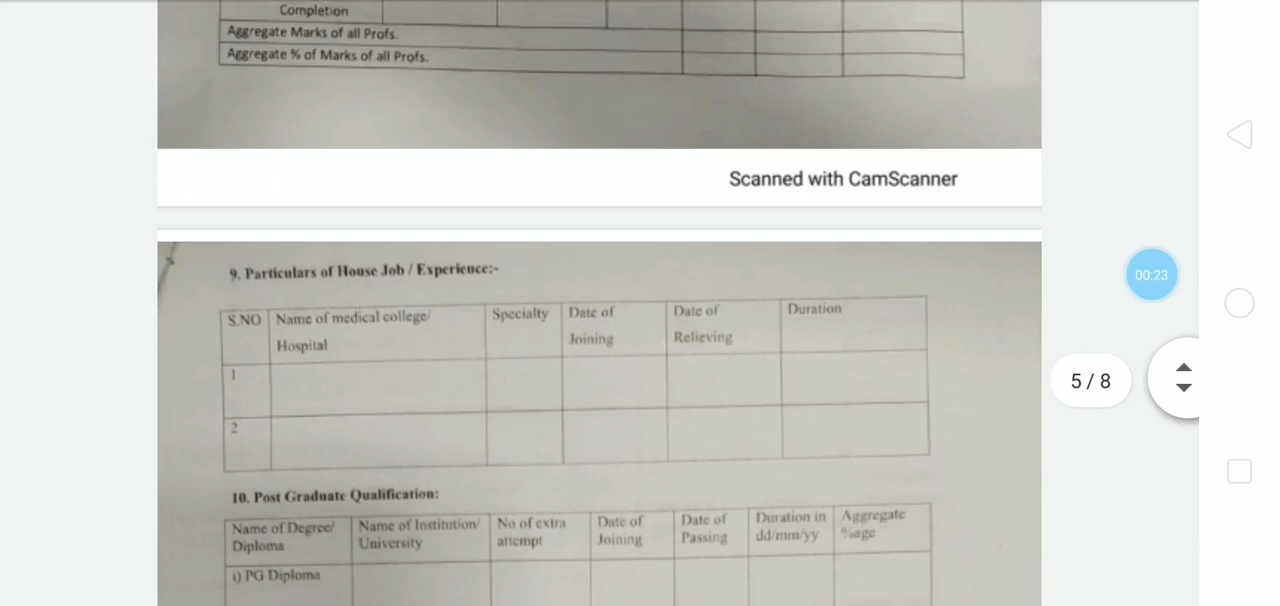 Completion
Aggregate Marks of all Profs.
Aggregate % of Marks of all Profs.
Scanned with CamScanner
9. Particulars of House Job / Experience:-
S.NO Name of medical college/ Hospital Specialty Date of Joining Date of Relieving Duration
1
2
10. Post Graduate Qualification:
Name of Degree/ Diploma Name of Institution/ University No of extra attempt Date of Joining Date of Passing Duration in dd/mm/yy Aggregate %age
i) PG Diploma
00:23
5 / 8